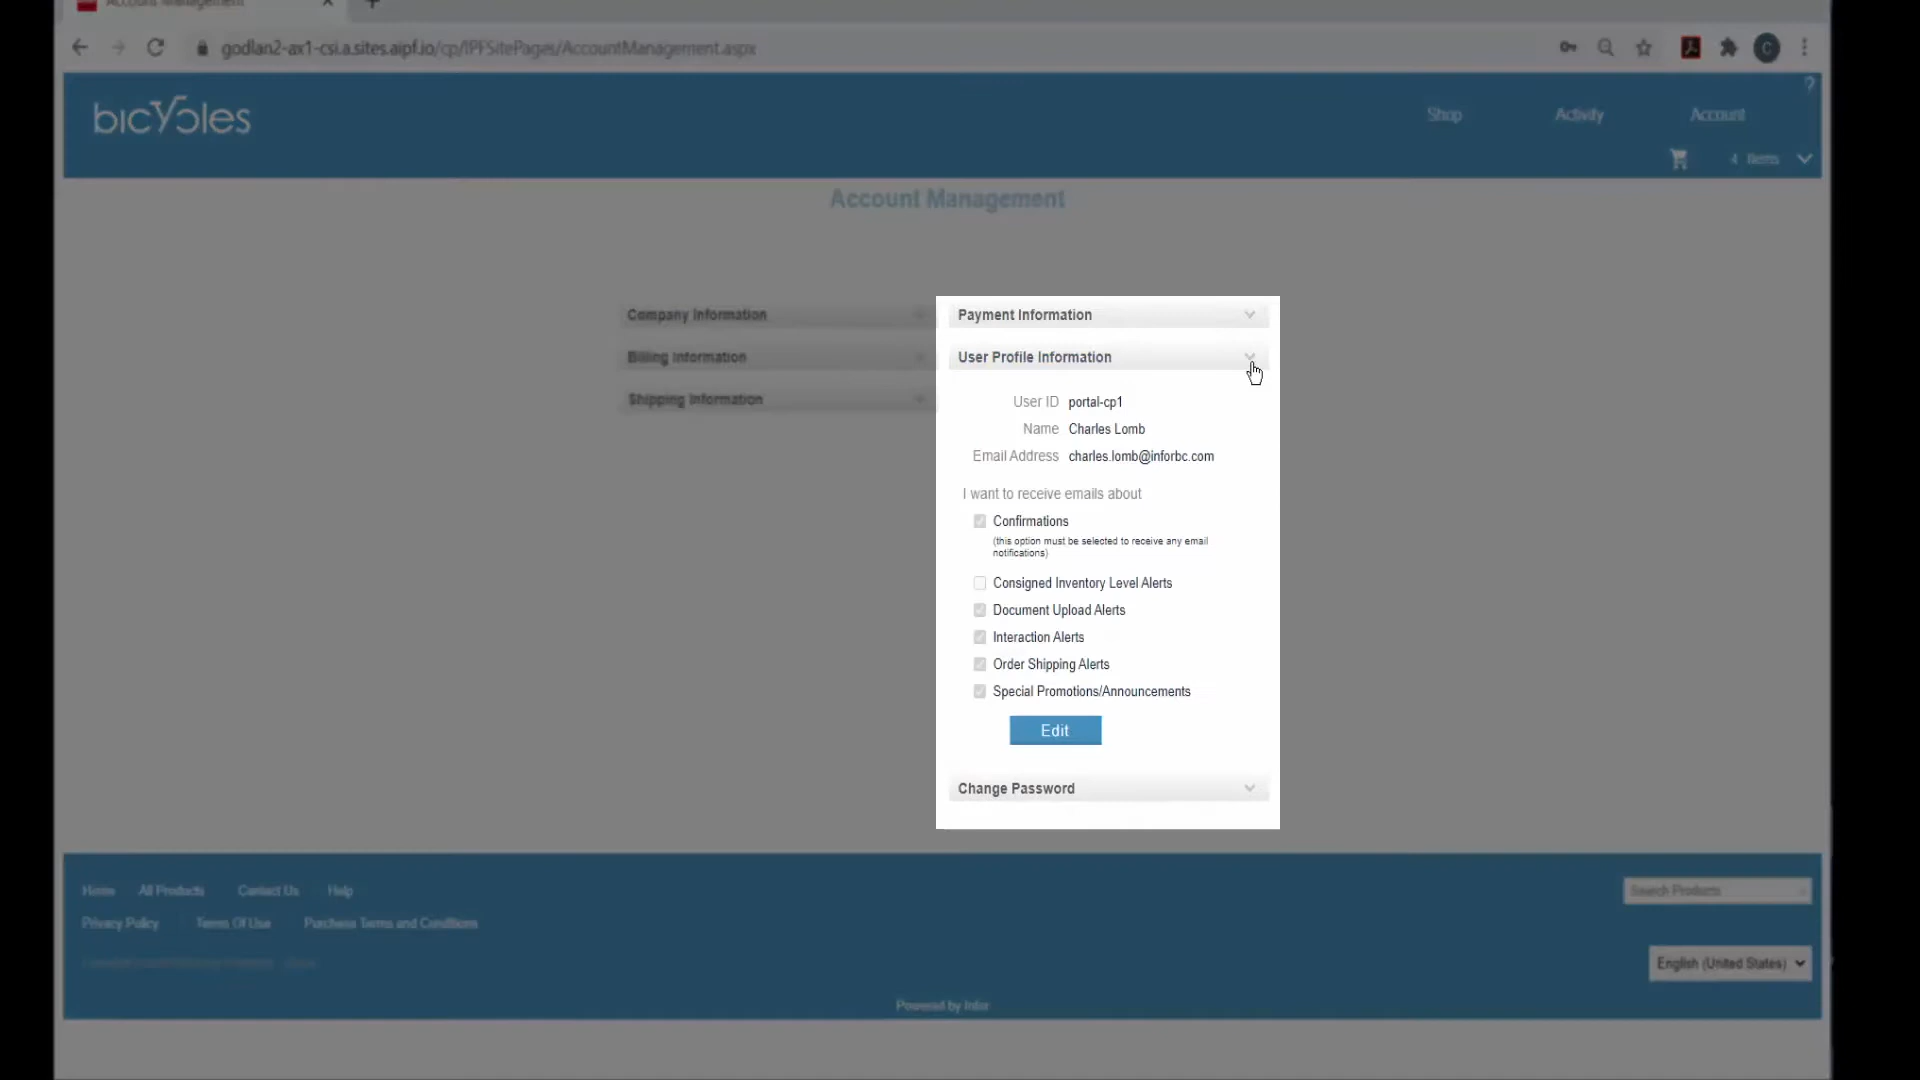 Account Management
godlan2-ax1-csi.a.sites.aipf.io/cp/IPFSitePages/AccountManagement.aspx
C
?
bicycles
Shop Activity Account
4 Items
Account Management
Company Information
Billing Information
Shipping Information
Payment Information
User Profile Information
User ID portal-cp1
Name Charles Lomb
Email Address charles.lomb@inforbc.com
I want to receive emails about
Confirmations
(this option must be selected to receive any email
notifications)
Consigned Inventory Level Alerts
Document Upload Alerts
Interaction Alerts
Order Shipping Alerts
Special Promotions/Announcements
Edit
Change Password
Home All Products Contact Us Help
Search Products
Privacy Policy Terms Of Use Purchase Terms and Conditions
English (United States)
Powered by Infor